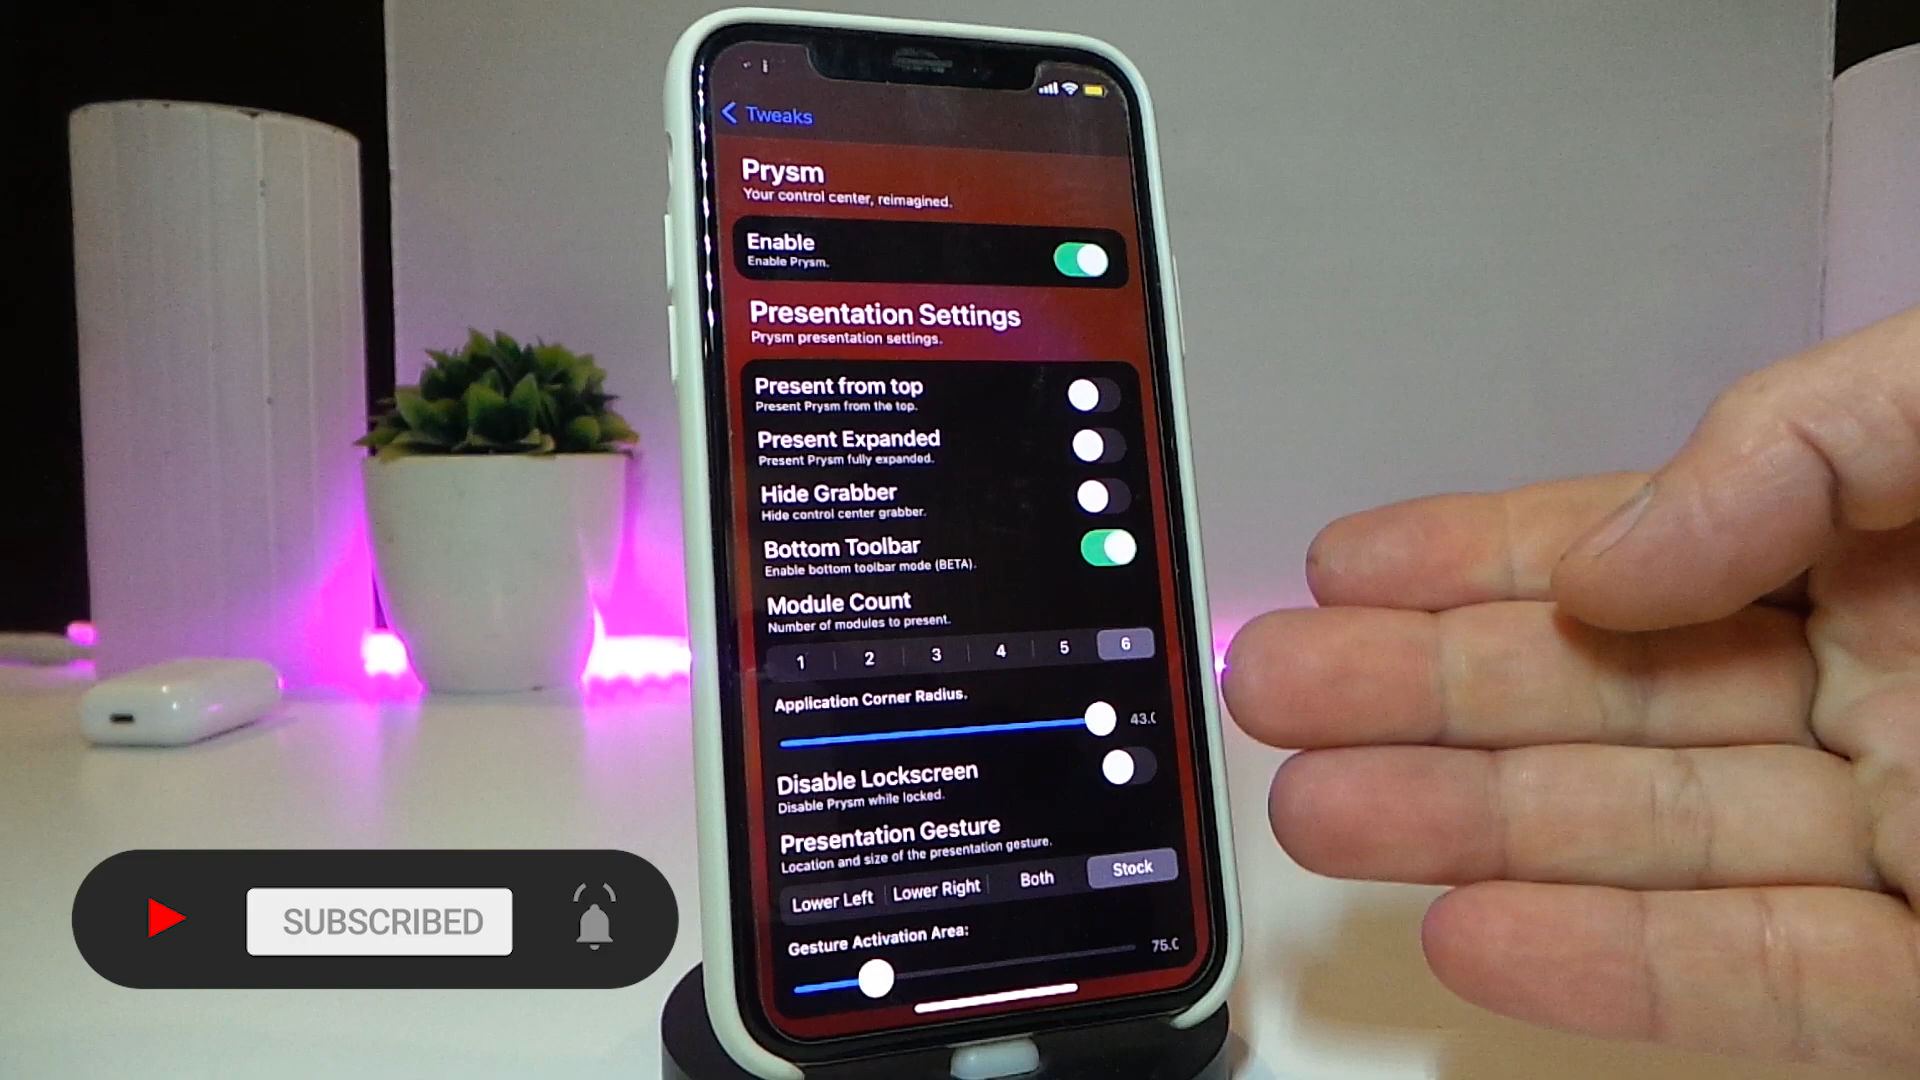 Tweaks
Prysm
Your control center, reimagined.
Enable
Enable Prysm.
Presentation Settings
Prysm presentation settings.
Present from top
Present Prysm from the top.
Present Expanded
Present Prysm fully expanded.
Hide Grabber
Hide control center grabber.
Bottom Toolbar
Enable bottom toolbar mode (BETA).
Module Count
Number of modules to present.
1 2 3 4 5 6
Application Corner Radius.
43.0
Disable Lockscreen
Disable Prysm while locked.
Presentation Gesture
Location and size of the presentation gesture.
Lower Left Lower Right Both Stock
Gesture Activation Area:
75.0
SUBSCRIBED